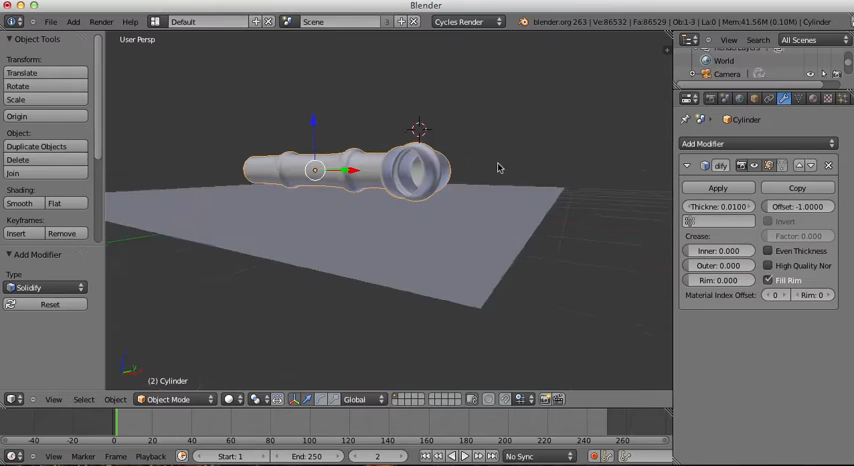 Blender
File Add Render Help Default Scene 3 Cycles Render blender.org 263 | Ve:86532 | Fa:86529 | Ob:1-3 | La:0 | Mem:41.56M (0.10M) | Cylinder
Object Tools
Transform:
Translate
Rotate
Scale
Origin
Object:
Duplicate Objects
Delete
Join
Shading:
Smooth Flat
Keyframes:
Insert Remove
Add Modifier
Type
Solidify
Reset
User Persp
(2) Cylinder
View Select Object Object Mode Global
View Search All Scenes
World
Camera
Cylinder
Add Modifier
dify
Apply Copy
Thickne: 0.0100 Offset: -1.0000
Invert
Crease: Factor: 0.000
Inner: 0.000 Even Thickness
Outer: 0.000 High Quality Nor
Rim: 0.000 Fill Rim
Material Index Offset: 0 Rim: 0
-40 -20 0 20 40 60 80 100 120 140 160 180 200 220 240 260
View Marker Frame Playback Start: 1 End: 250 2 No Sync